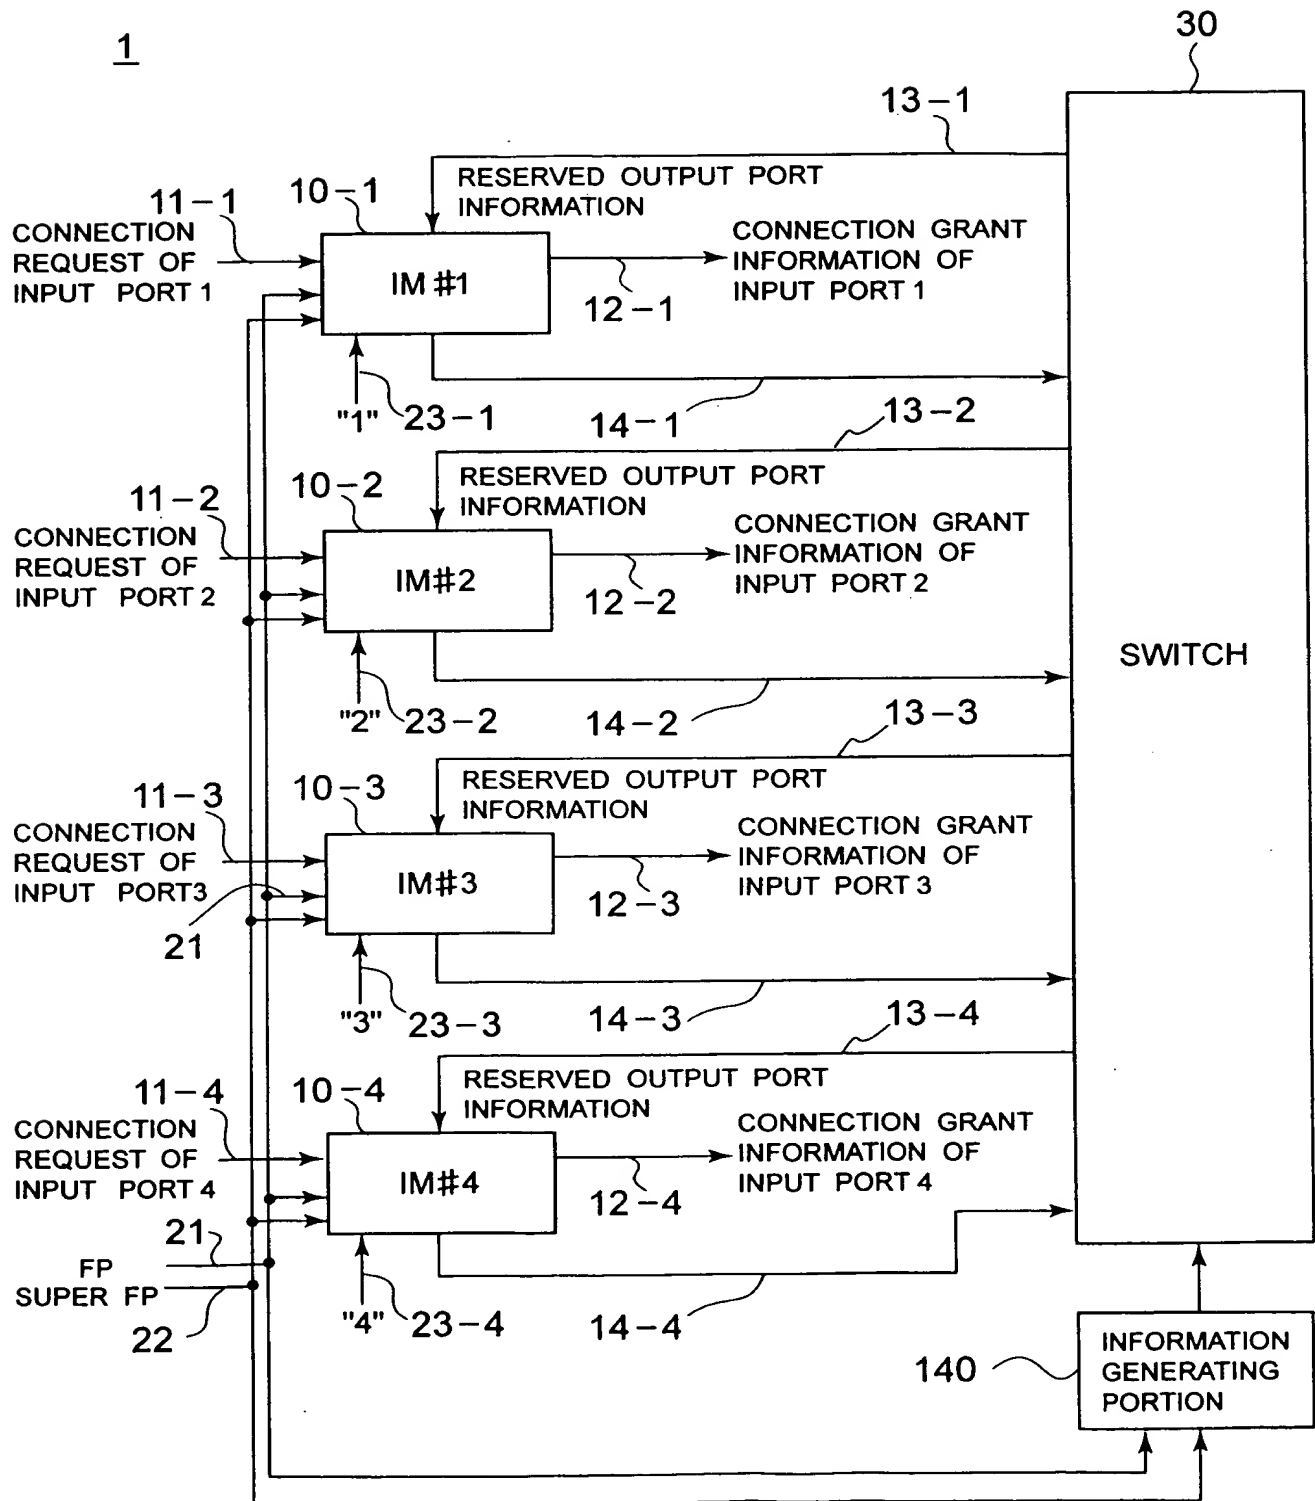 1
30
13-1
RESERVED OUTPUT PORT
INFORMATION
10-1
11-1
CONNECTION
REQUEST OF
INPUT PORT 1
IM #1
CONNECTION GRANT
INFORMATION OF
INPUT PORT 1
12-1
"1"
23-1
14-1
13-2
RESERVED OUTPUT PORT
INFORMATION
10-2
11-2
CONNECTION
REQUEST OF
INPUT PORT 2
IM#2
CONNECTION GRANT
INFORMATION OF
INPUT PORT 2
12-2
SWITCH
"2"
23-2
14-2
13-3
RESERVED OUTPUT PORT
INFORMATION
10-3
11-3
CONNECTION
REQUEST OF
INPUT PORT3
IM#3
CONNECTION GRANT
INFORMATION OF
INPUT PORT 3
12-3
21
"3"
23-3
14-3
13-4
RESERVED OUTPUT PORT
INFORMATION
10-4
11-4
CONNECTION
REQUEST OF
INPUT PORT 4
IM#4
CONNECTION GRANT
INFORMATION OF
INPUT PORT 4
12-4
21
FP
SUPER FP
22
"4"
23-4
14-4
140
INFORMATION
GENERATING
PORTION